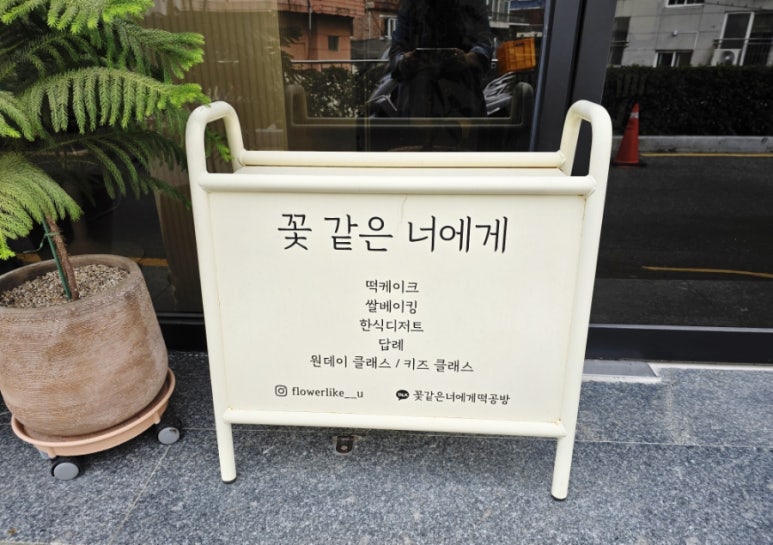 꽃 같은 너에게
떡케이크
쌀베이킹
한식디저트
답례
원데이 클래스 / 키즈 클래스
flowerlike__u
TALK 꽃같은너에게떡공방